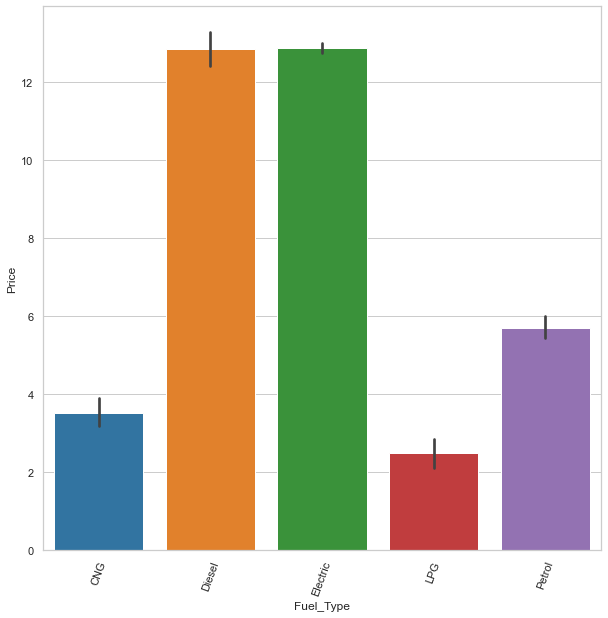 12
10
8
6
4
2
0
Price
CNG
Diesel
Electric
LPG
Petrol
Fuel_Type